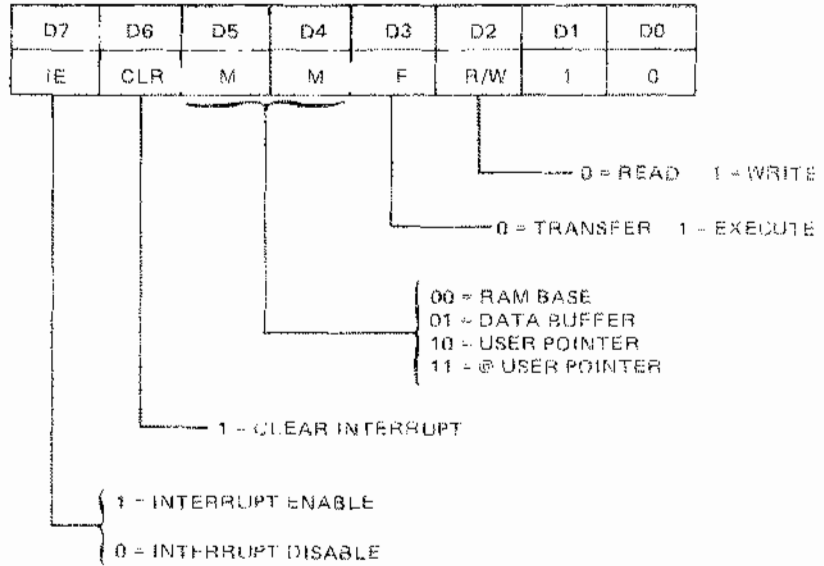 D7 D6 D5 D4 D3 D2 D1 D0
IE CLR M M F R/W 1 0
0 = READ 1 = WRITE
0 = TRANSFER 1 = EXECUTE
00 = RAM BASE
01 = DATA BUFFER
10 = USER POINTER
11 = @ USER POINTER
1 = CLEAR INTERRUPT
1 = INTERRUPT ENABLE
0 = INTERRUPT DISABLE